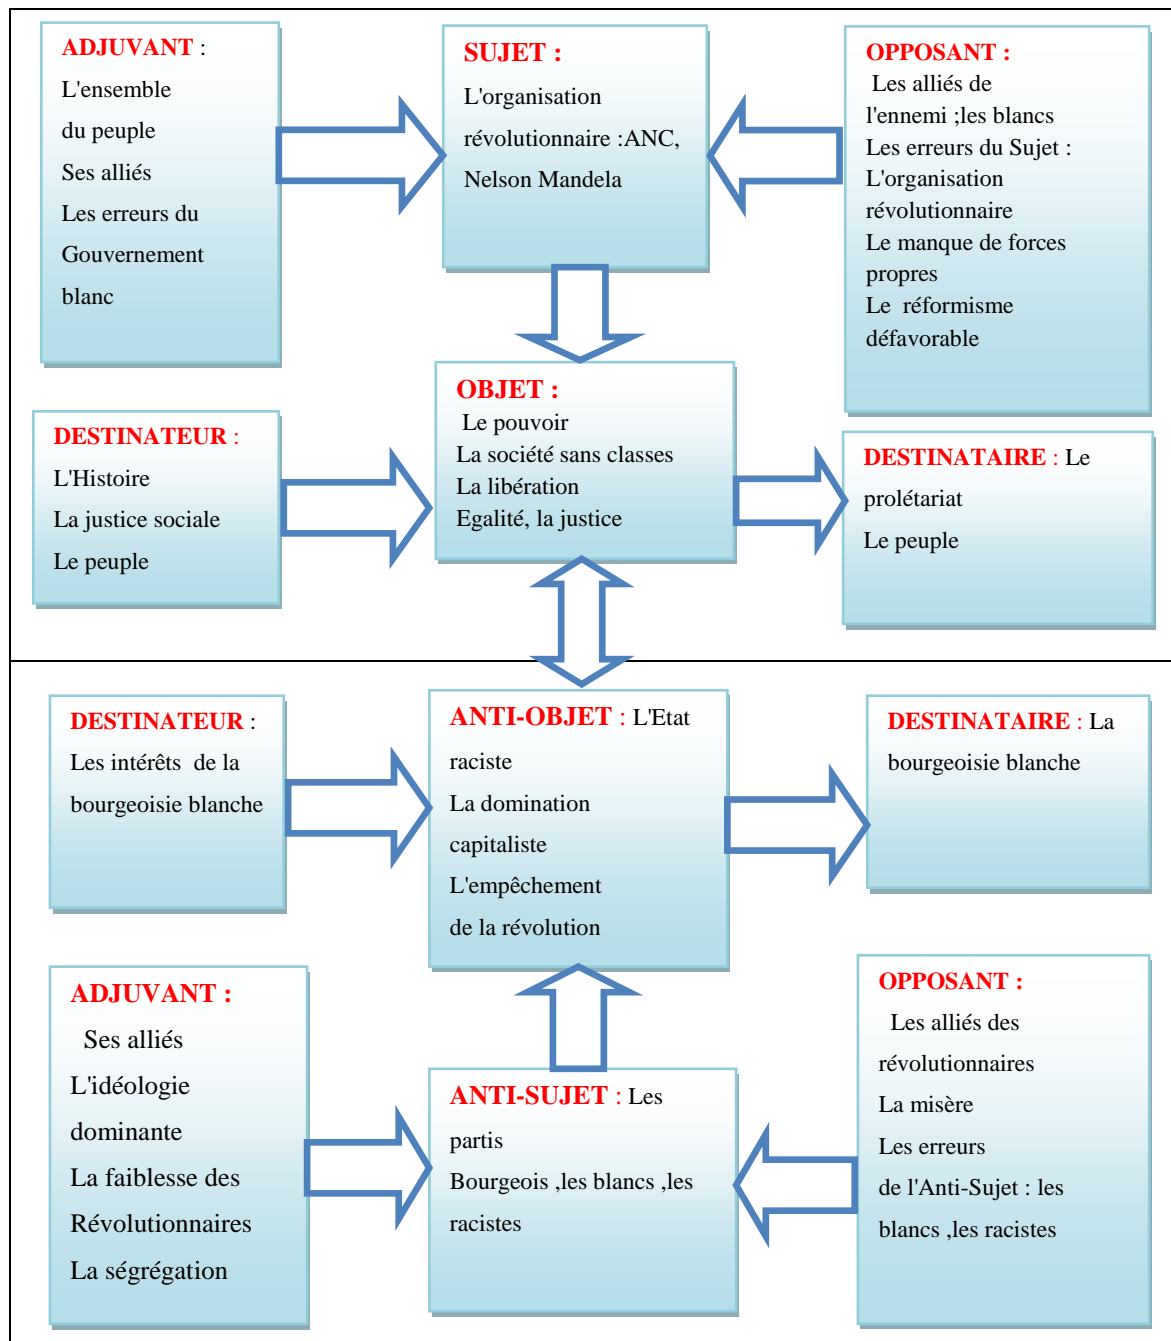 ADJUVANT :
L'ensemble
du peuple
Ses alliés
Les erreurs du
Gouvernement
blanc
SUJET :
L'organisation
révolutionnaire :ANC,
Nelson Mandela
OPPOSANT :
Les alliés de
l'ennemi ;les blancs
Les erreurs du Sujet :
L'organisation
révolutionnaire
Le manque de forces
propres
Le réformisme
défavorable
DESTINATEUR :
L'Histoire
La justice sociale
Le peuple
OBJET :
Le pouvoir
La société sans classes
La libération
Egalité, la justice
DESTINATAIRE : Le
prolétariat
Le peuple
DESTINATEUR :
Les intérêts de la
bourgeoisie blanche
ANTI-OBJET : L'Etat
raciste
La domination
capitaliste
L'empêchement
de la révolution
DESTINATAIRE : La
bourgeoisie blanche
ADJUVANT :
Ses alliés
L'idéologie
dominante
La faiblesse des
Révolutionnaires
La ségrégation
ANTI-SUJET : Les
partis
Bourgeois ,les blancs ,les
racistes
OPPOSANT :
Les alliés des
révolutionnaires
La misère
Les erreurs
de l'Anti-Sujet : les
blancs ,les racistes